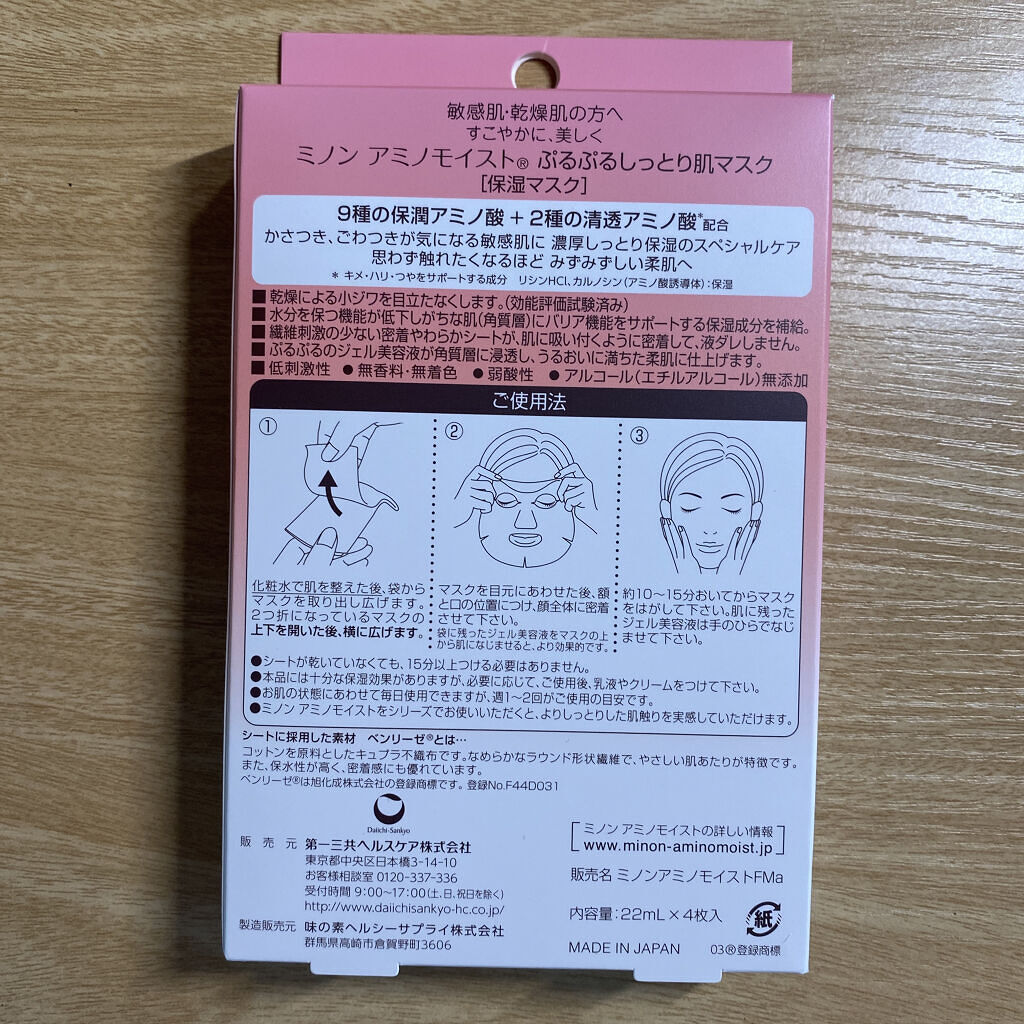 敏感肌・乾燥肌の方へ
すこやかに、美しく
ミノン アミノモイスト® ぷるぷるしっとり肌マスク
[保湿マスク]
9種の保潤アミノ酸 + 2種の清透アミノ酸*配合
かさつき、ごわつきが気になる敏感肌に 濃厚しっとり保湿のスペシャルケア
思わず触れたくなるほど みずみずしい柔肌へ
* キメ・ハリ・つやをサポートする成分 リシンHCl、カルノシン(アミノ酸誘導体):保湿
■ 乾燥による小ジワを目立たなくします。(効能評価試験済み)
■ 水分を保つ機能が低下しがちな肌(角質層)にバリア機能をサポートする保湿成分を補給。
■ 繊維刺激の少ない密着やわらかシートが、肌に吸い付くように密着して、液ダレしません。
■ ぷるぷるのジェル美容液が角質層に浸透し、うるおいに満ちた柔肌に仕上げます。
■ 低刺激性 ● 無香料・無着色 ● 弱酸性 ● アルコール(エチルアルコール)無添加
ご使用法
①
化粧水で肌を整えた後、袋から
マスクを取り出し広げます。
2つ折になっているマスクの
上下を開いた後、横に広げます。
②
マスクを目元にあわせた後、額
と口の位置につけ、顔全体に密着
させて下さい。
袋に残ったジェル美容液をマスクの上
から肌になじませると、より効果的です。
③
約10〜15分おいてからマスク
をはがして下さい。肌に残った
ジェル美容液は手のひらでなじ
ませて下さい。
●シートが乾いていなくても、15分以上つける必要はありません。
●本品には十分な保湿効果がありますが、必要に応じて、ご使用後、乳液やクリームをつけて下さい。
●お肌の状態にあわせて毎日使用できますが、週1〜2回がご使用の目安です。
●ミノン アミノモイストをシリーズでお使いいただくと、よりしっとりした肌触りを実感していただけます。
シートに採用した素材 ベンリーゼ®とは…
コットンを原料としたキュプラ不織布です。なめらかなラウンド形状繊維で、やさしい肌あたりが特徴です。
また、保水性が高く、密着感にも優れています。
ベンリーゼ®は旭化成株式会社の登録商標です。登録No.F44D031
Daiichi-Sankyo
販売元 第一三共ヘルスケア株式会社
東京都中央区日本橋3-14-10
お客様相談室 0120-337-336
受付時間 9:00〜17:00(土、日、祝日を除く)
http://www.daiichisankyo-hc.co.jp/
製造販売元 味の素ヘルシーサプライ株式会社
群馬県高崎市倉賀野町3606
ミノン アミノモイストの詳しい情報
www.minon-aminomoist.jp
販売名 ミノンアミノモイストFMa
内容量:22mL×4枚入
紙
MADE IN JAPAN 03®登録商標